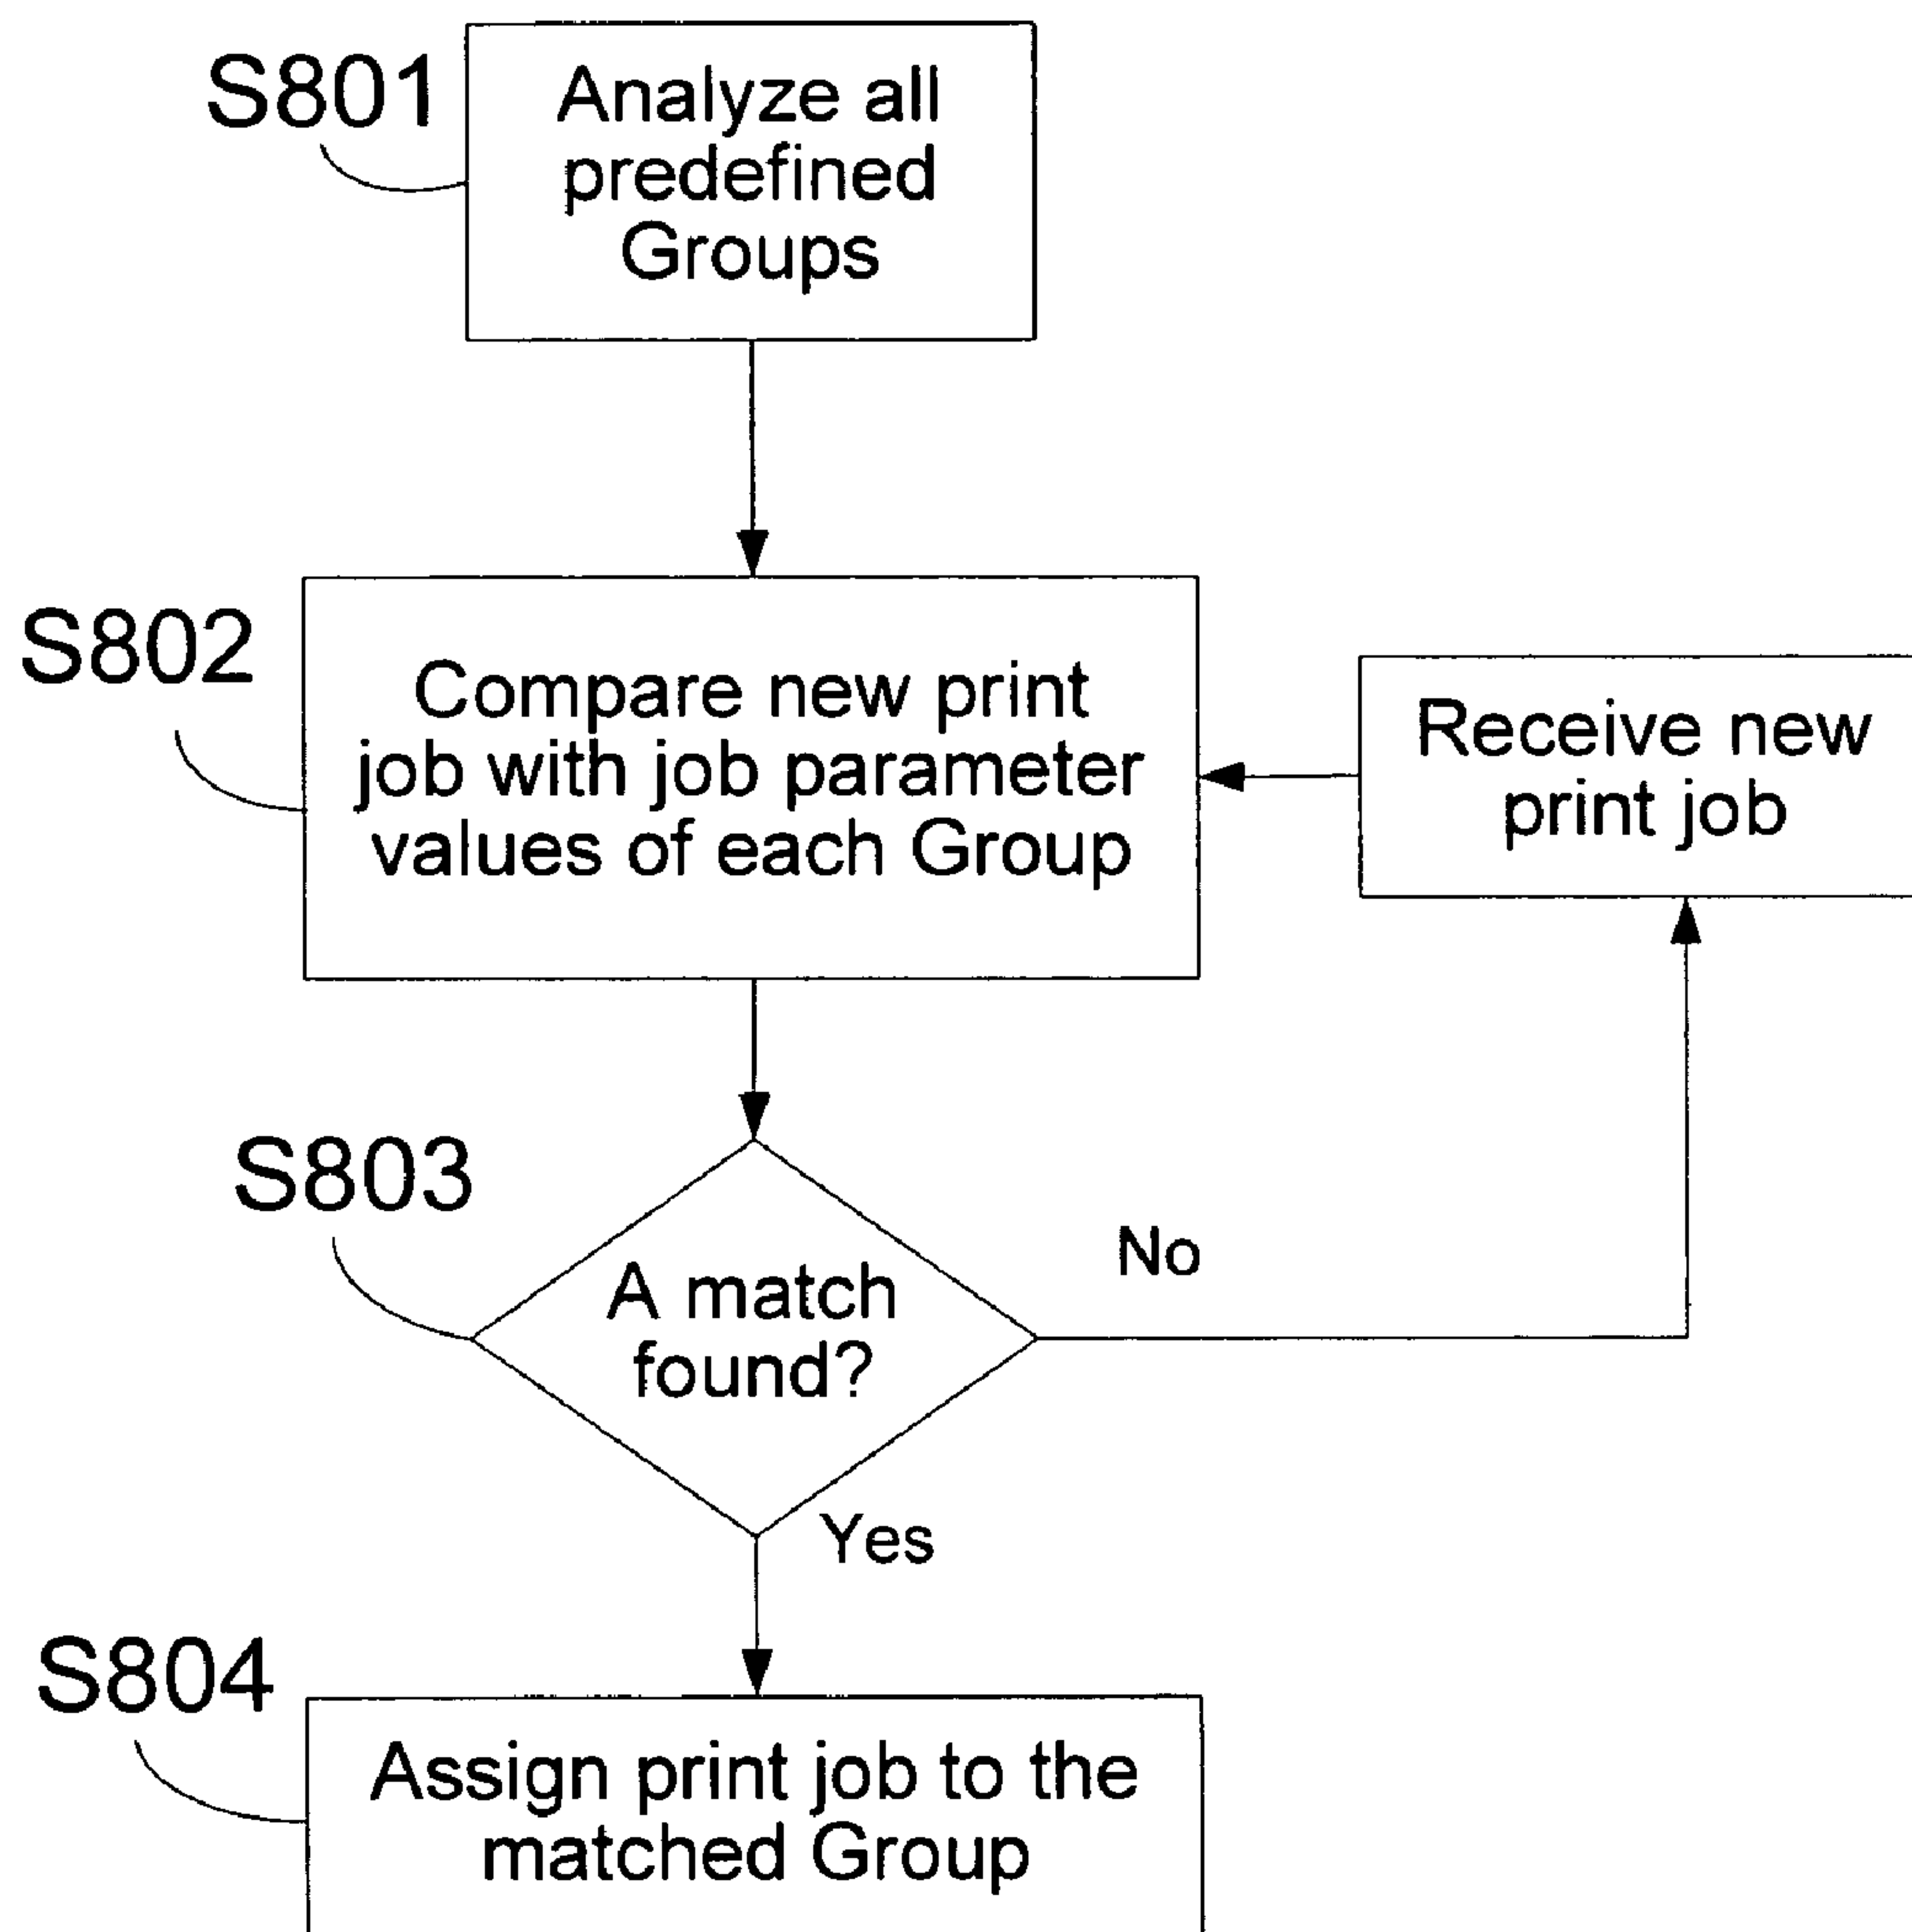 S801
Analyze all
predefined
Groups
S802
Compare new print
job with job parameter
values of each Group
Receive new
print job
S803
A match
found?
No
Yes
S804
Assign print job to the
matched Group